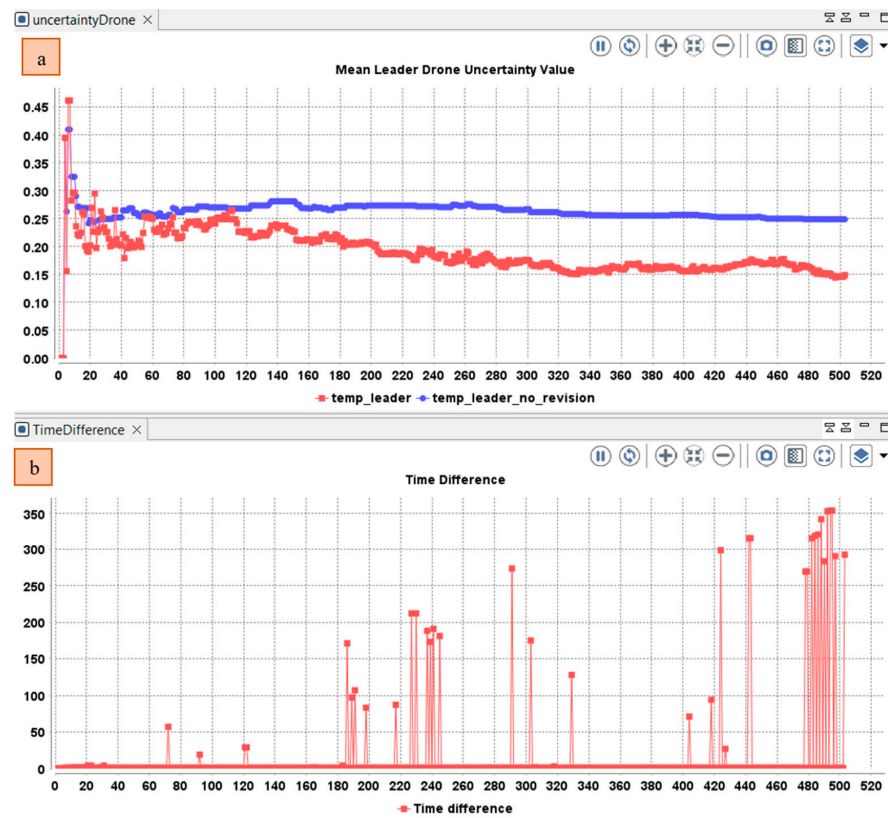 uncertaintyDrone
a
Mean Leader Drone Uncertainty Value
0.45
0.40
0.35
0.30
0.25
0.20
0.15
0.10
0.05
0.00
0 20 40 60 80 100 120 140 160 180 200 220 240 260 280 300 320 340 360 380 400 420 440 460 480 500 520
temp_leader temp_leader_no_revision
TimeDifference
b
Time Difference
350
300
250
200
150
100
50
0
0 20 40 60 80 100 120 140 160 180 200 220 240 260 280 300 320 340 360 380 400 420 440 460 480 500 520
Time difference